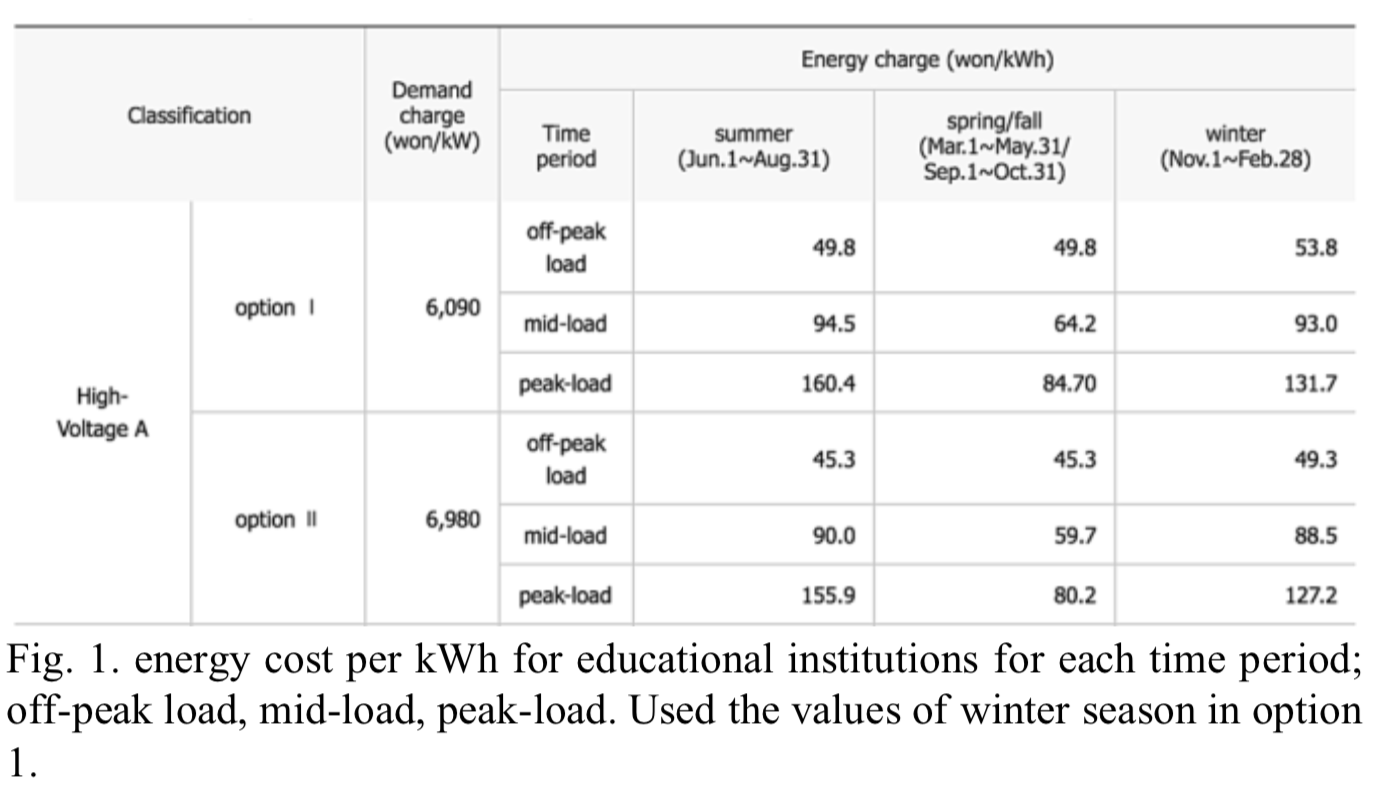 Energy charge (won/kWh)
Classification
Demand
charge
(won/kW)
Time
period
summer
(Jun.1~Aug.31)
spring/fall
(Mar.1~May.31/
Sep.1~Oct.31)
winter
(Nov.1~Feb.28)
High-
Voltage A
option I
6,090
off-peak
load
49.8
49.8
53.8
mid-load
94.5
64.2
93.0
peak-load
160.4
84.70
131.7
option II
6,980
off-peak
load
45.3
45.3
49.3
mid-load
90.0
59.7
88.5
peak-load
155.9
80.2
127.2
Fig. 1. energy cost per kWh for educational institutions for each time period;
off-peak load, mid-load, peak-load. Used the values of winter season in option
1.